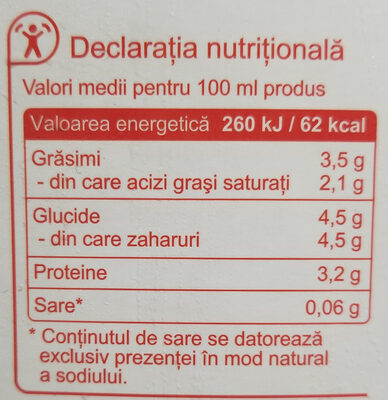 Declarația nutrițională
Valori medii pentru 100 ml produs
Valoarea energetică 260 kJ / 62 kcal
Grăsimi 3,5 g
- din care acizi grași saturați 2,1 g
Glucide 4,5 g
- din care zaharuri 4,5 g
Proteine 3,2 g
Sare* 0,06 g
* Conținutul de sare se datorează
exclusiv prezenței în mod natural
a sodiului.